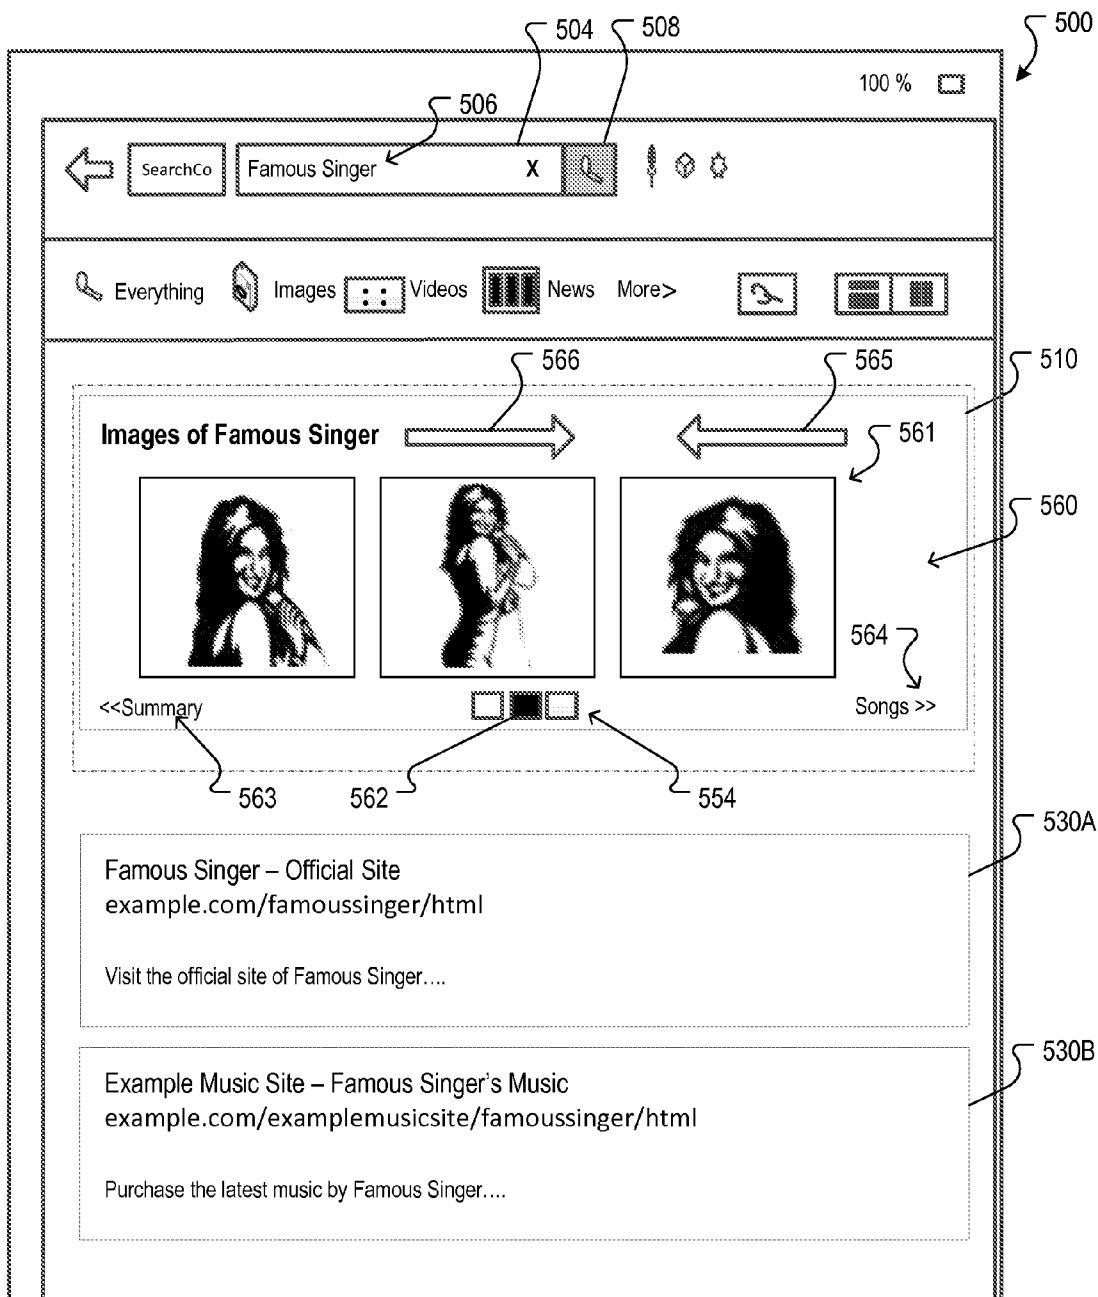 500
504 508
100 %
506
SearchCo Famous Singer X
Everything Images Videos News More>
566 565 510
Images of Famous Singer
561
560
564
<<Summary Songs >>
563 562 554
530A
Famous Singer – Official Site
example.com/famoussinger/html
Visit the official site of Famous Singer....
530B
Example Music Site – Famous Singer's Music
example.com/examplemusicsite/famoussinger/html
Purchase the latest music by Famous Singer....